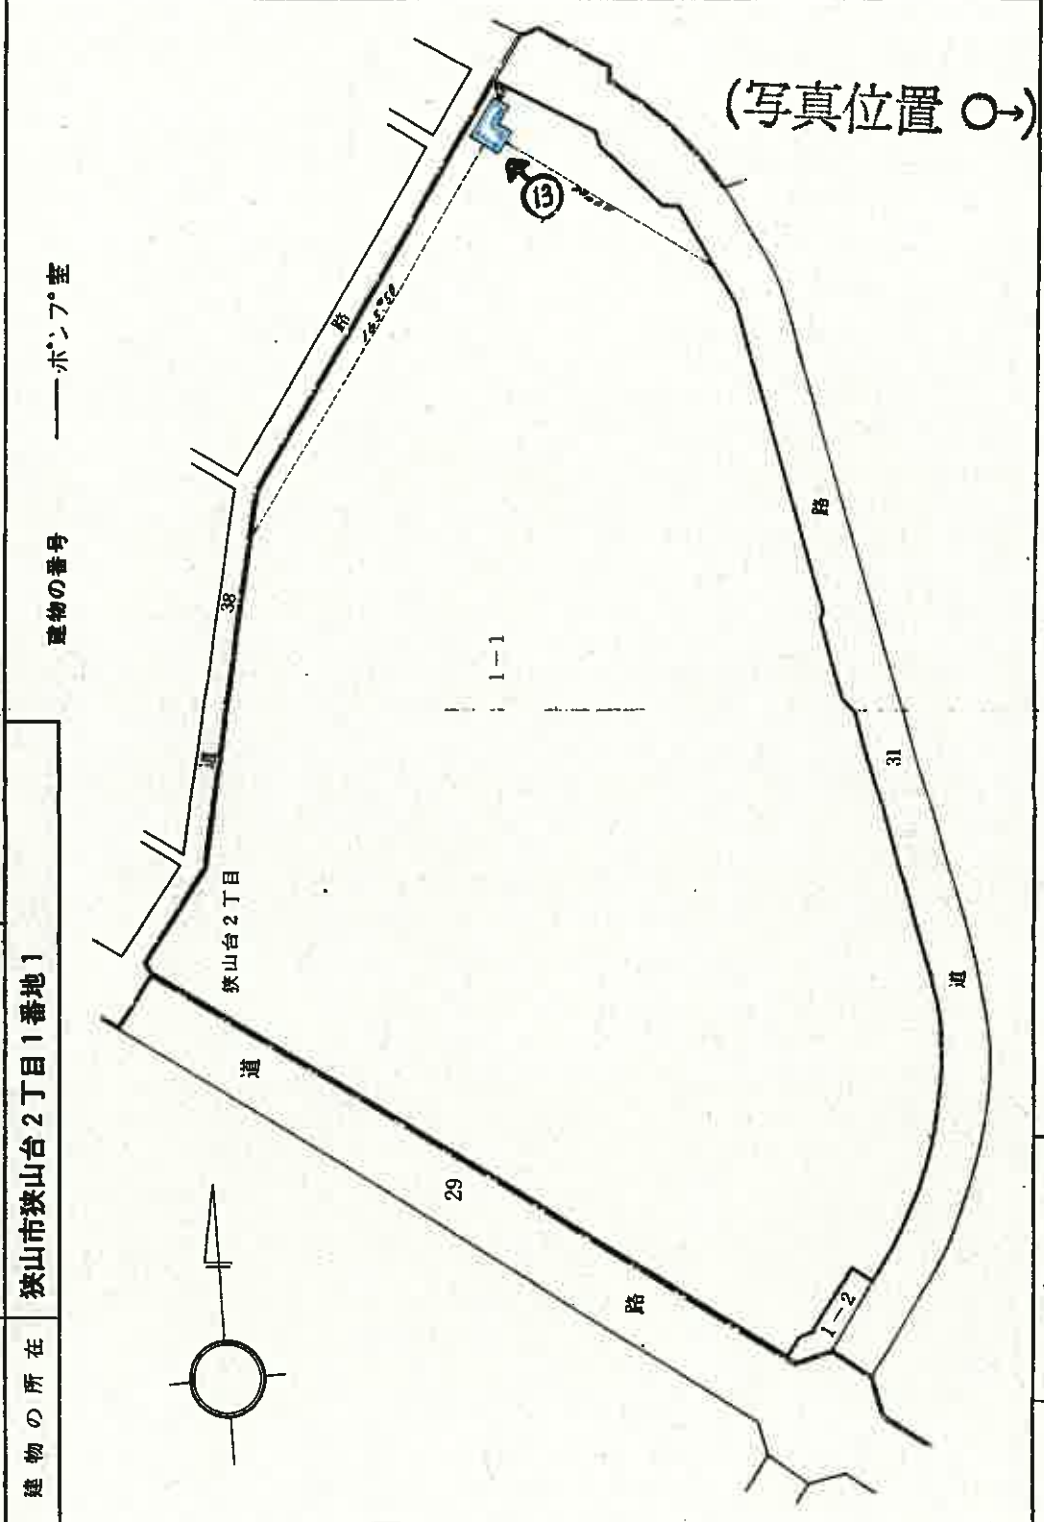 建物の所在 狭山市狭山台2丁目1番地1
建物の番号 ――ポンプ室
(写真位置 ○→)
13
路
38
道
狭山台2丁目
1-1
路
31
道
道
29
路
1-2